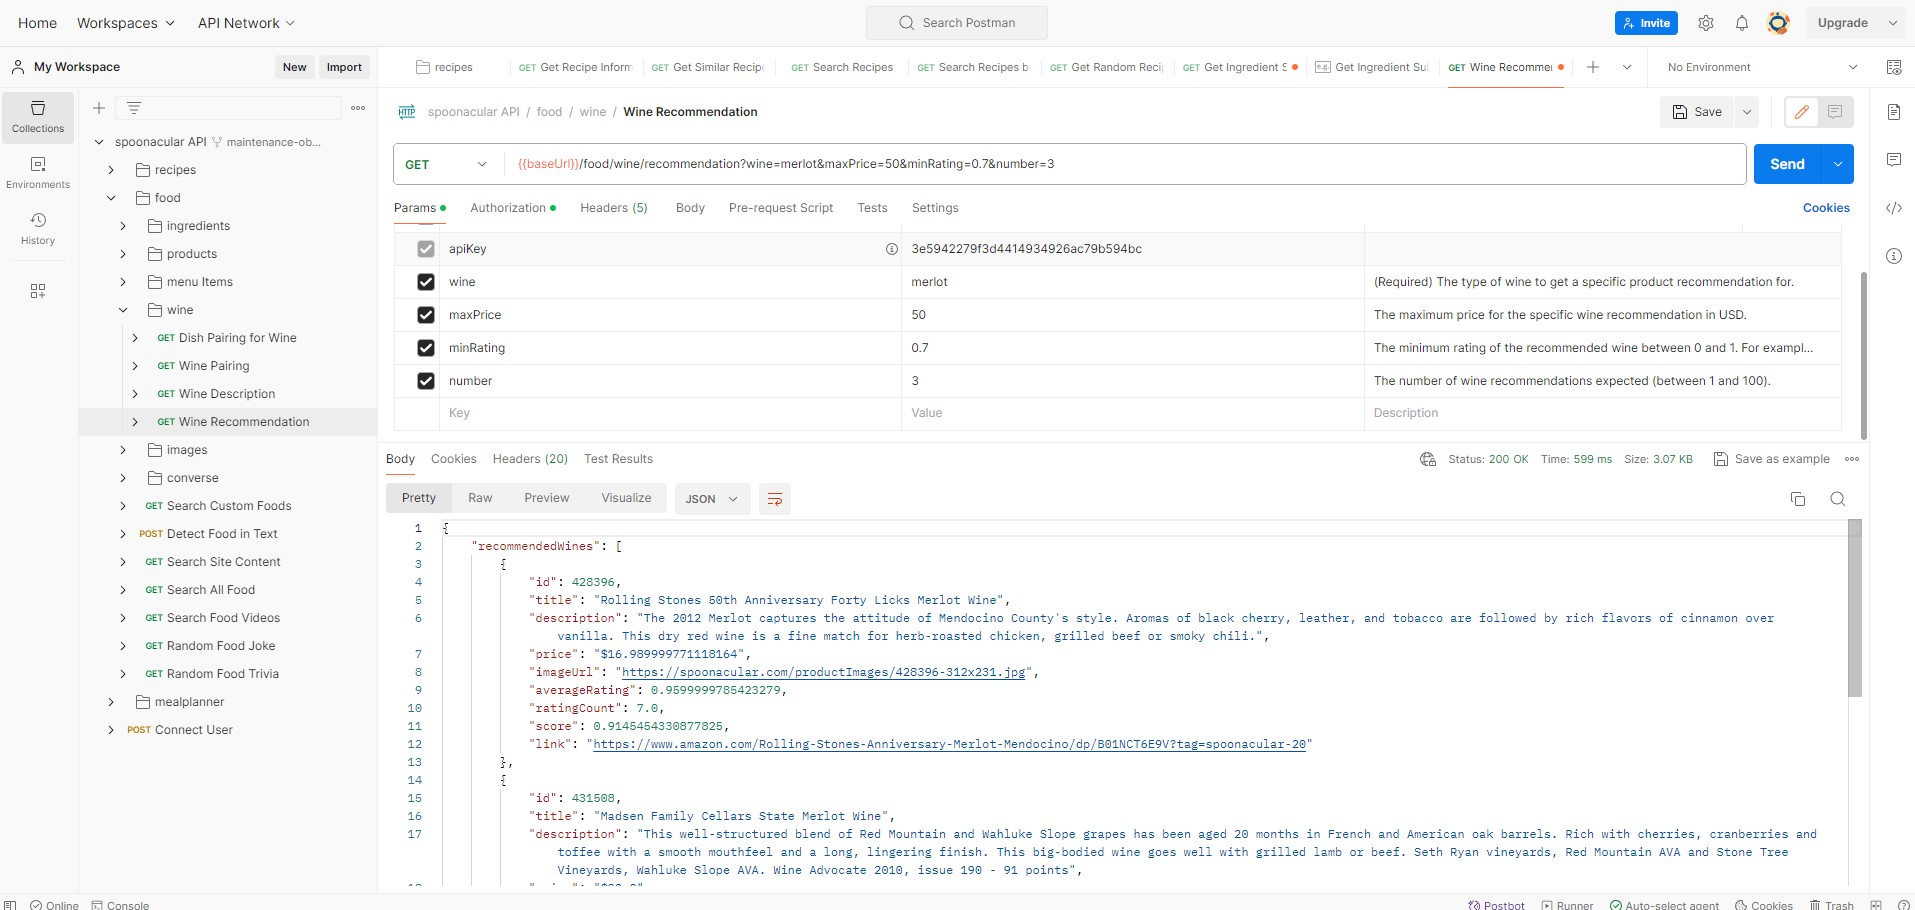 Home Workspaces API Network Search Postman Invite Upgrade
My Workspace New Import
recipes GET Get Recipe Inform GET Get Similar Recip GET Search Recipes GET Search Recipes b GET Get Random Reci GET Get Ingredient S e.g. Get Ingredient Su GET Wine Recommen No Environment
Collections
Environments
History
spoonacular API maintenance-ob...
recipes
food
ingredients
products
menu Items
wine
GET Dish Pairing for Wine
GET Wine Pairing
GET Wine Description
GET Wine Recommendation
images
converse
GET Search Custom Foods
POST Detect Food in Text
GET Search Site Content
GET Search All Food
GET Search Food Videos
GET Random Food Joke
GET Random Food Trivia
mealplanner
POST Connect User
HTTP spoonacular API / food / wine / Wine Recommendation Save
GET {{baseUrl}}/food/wine/recommendation?wine=merlot&maxPrice=50&minRating=0.7&number=3 Send
Params Authorization Headers (5) Body Pre-request Script Tests Settings Cookies
apiKey 3e5942279f3d4414934926ac79b594bc
wine merlot (Required) The type of wine to get a specific product recommendation for.
maxPrice 50 The maximum price for the specific wine recommendation in USD.
minRating 0.7 The minimum rating of the recommended wine between 0 and 1. For exampl...
number 3 The number of wine recommendations expected (between 1 and 100).
Key Value Description
Body Cookies Headers (20) Test Results Status: 200 OK Time: 599 ms Size: 3.07 KB Save as example
Pretty Raw Preview Visualize JSON
1 {
2 "recommendedWines": [
3 {
4 "id": 428396,
5 "title": "Rolling Stones 50th Anniversary Forty Licks Merlot Wine",
6 "description": "The 2012 Merlot captures the attitude of Mendocino County's style. Aromas of black cherry, leather, and tobacco are followed by rich flavors of cinnamon over
vanilla. This dry red wine is a fine match for herb-roasted chicken, grilled beef or smoky chili.",
7 "price": "$16.989999771118164",
8 "imageUrl": "https://spoonacular.com/productImages/428396-312x231.jpg",
9 "averageRating": 0.9599999785423279,
10 "ratingCount": 7.0,
11 "score": 0.9145454330877825,
12 "link": "https://www.amazon.com/Rolling-Stones-Anniversary-Merlot-Mendocino/dp/B01NCT6E9V?tag=spoonacular-20"
13 },
14 {
15 "id": 431508,
16 "title": "Madsen Family Cellars State Merlot Wine",
17 "description": "This well-structured blend of Red Mountain and Wahluke Slope grapes has been aged 20 months in French and American oak barrels. Rich with cherries, cranberries and
toffee with a smooth mouthfeel and a long, lingering finish. This big-bodied wine goes well with grilled lamb or beef. Seth Ryan vineyards, Red Mountain AVA and Stone Tree
Vineyards, Wahluke Slope AVA. Wine Advocate 2010, issue 190 - 91 points",
Online Console Postbot Runner Auto-select agent Cookies Trash